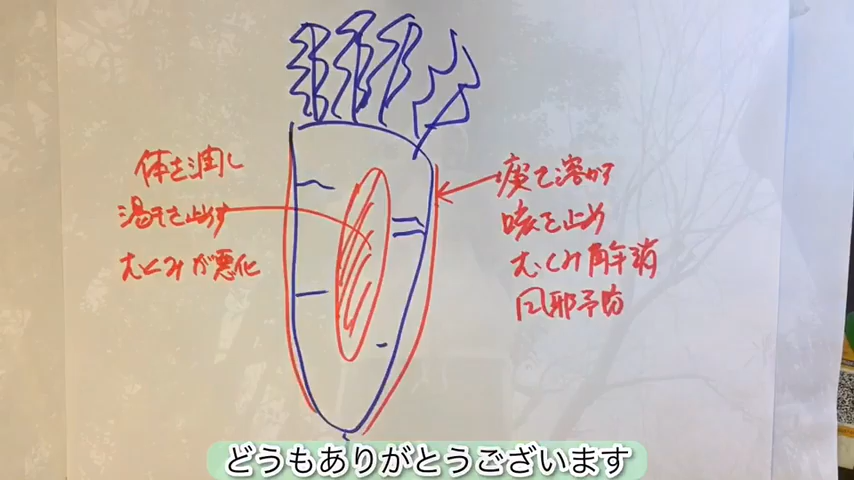 体を潤し
渇きを止めす
むくみが悪化
痰を溶かす
咳を止め
むくみ解消
風邪予防
どうもありがとうございます